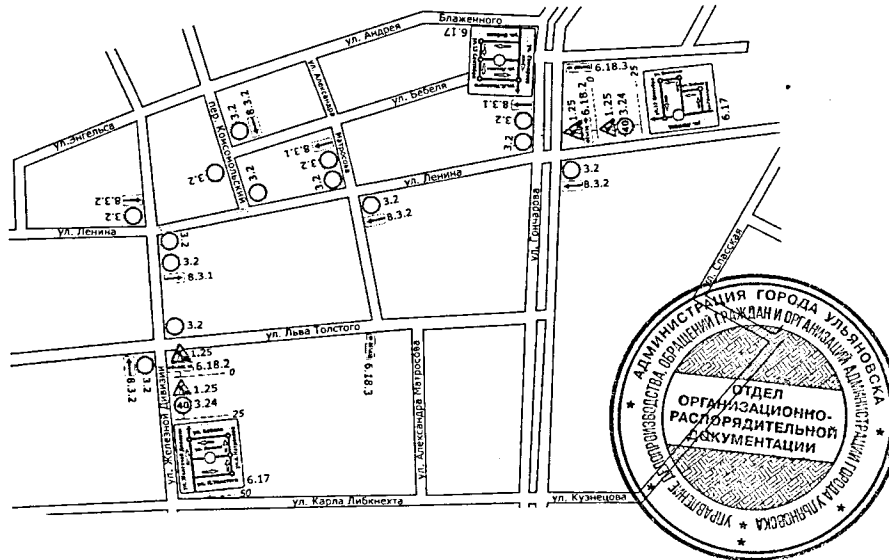 Блаженного
ул. Андрея
6.17
6.18.3
0
25
ул. Александра
ул. Бебеля
8.3.2
3.2
8.3.1
3.2
3.2
1.25
6.18.2
1.25
3.24
40
6.17
ул.Энгельса
пер. Комсомольский
8.3.1
3.2
3.2
Матросова
3.2
3.2
ул. Ленина
3.2
8.3.2
8.3.2
3.2
3.2
8.3.2
ул. Гончарова
ул. Ленина
3.2
3.2
8.3.1
ул. Спасская
3.2
ул. Льва Толстого
1.25
6.18.2
0
8.3.2
3.2
6.18.3
1.25
40
3.24
25
ул. Железной Дивизии
ул. Александра Матросова
6.17
50
ул. Карла Либкнехта
ул. Кузнецова
АДМИНИСТРАЦИЯ ГОРОДА УЛЬЯНОВСКА
УПРАВЛЕНИЕ ДЕЛОПРОИЗВОДСТВА, ОБРАЩЕНИЙ ГРАЖДАН И ОРГАНИЗАЦИЙ АДМИНИСТРАЦИИ ГОРОДА УЛЬЯНОВСКА
ОТДЕЛ
ОРГАНИЗАЦИОННО-
РАСПОРЯДИТЕЛЬНОЙ
ДОКУМЕНТАЦИИ